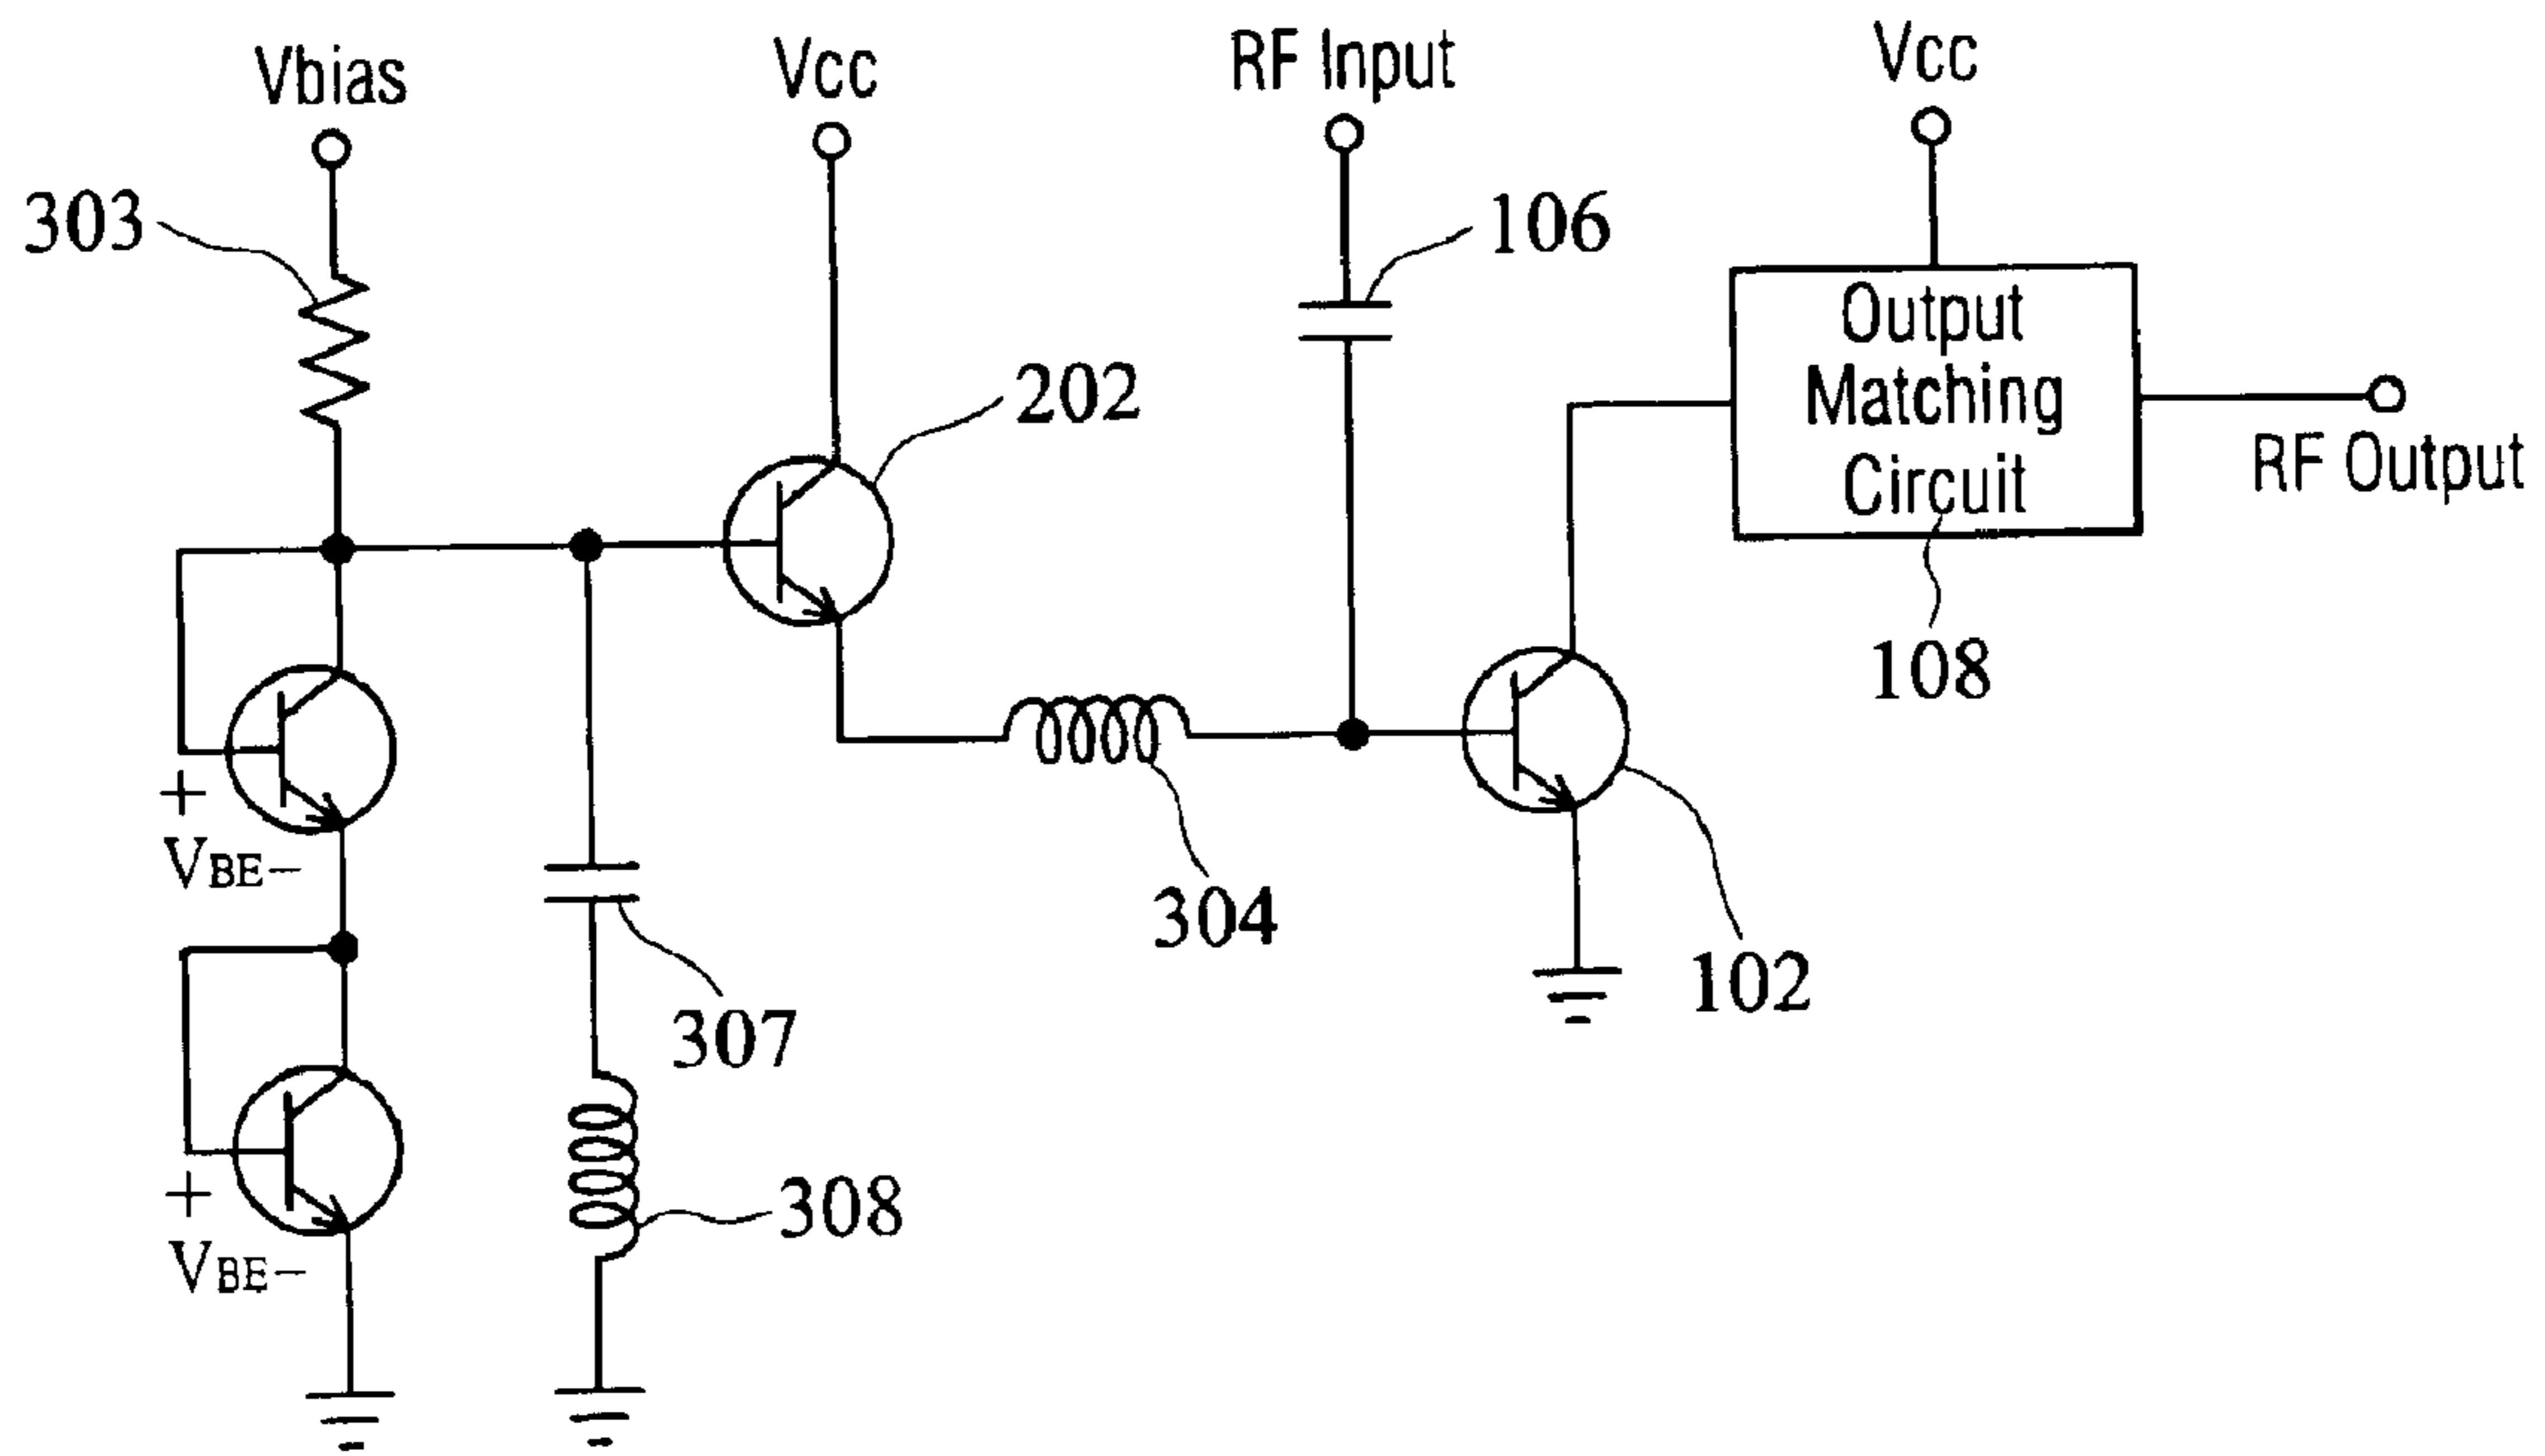 Vbias
Vcc
RF Input
Vcc
303
106
202
Output
Matching
Circuit
RF Output
108
+
VBE-
304
102
307
+
VBE-
308